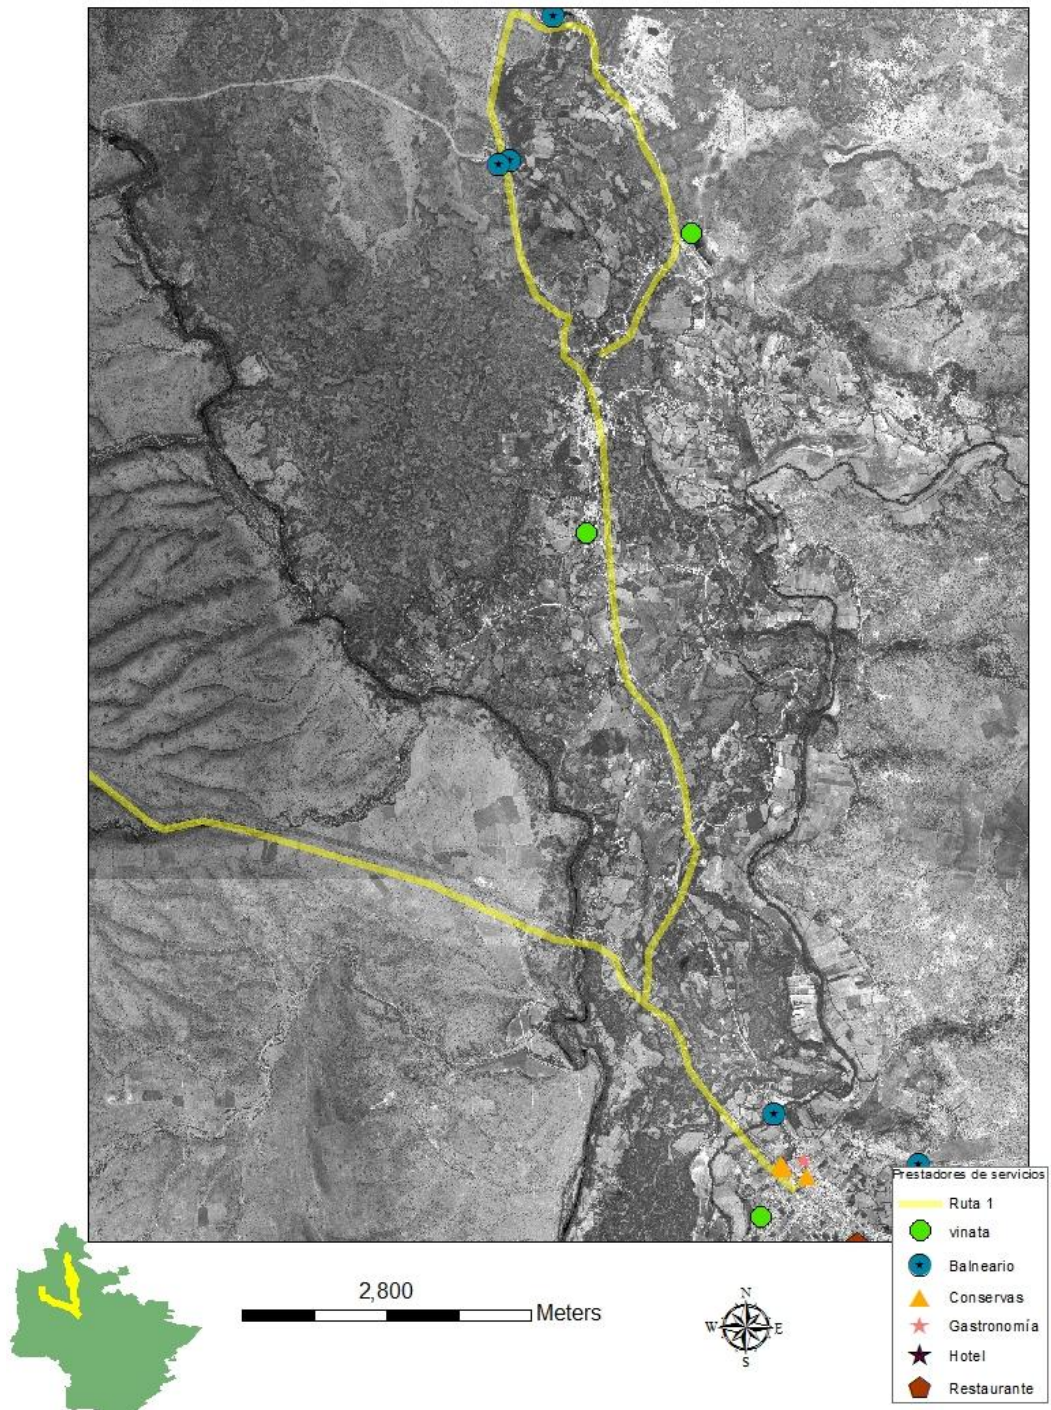 Prestadores de servicios
Ruta 1
vinata
Balneario
Conservas
Gastronomía
Hotel
Restaurante
2,800
Meters
N
W E
S